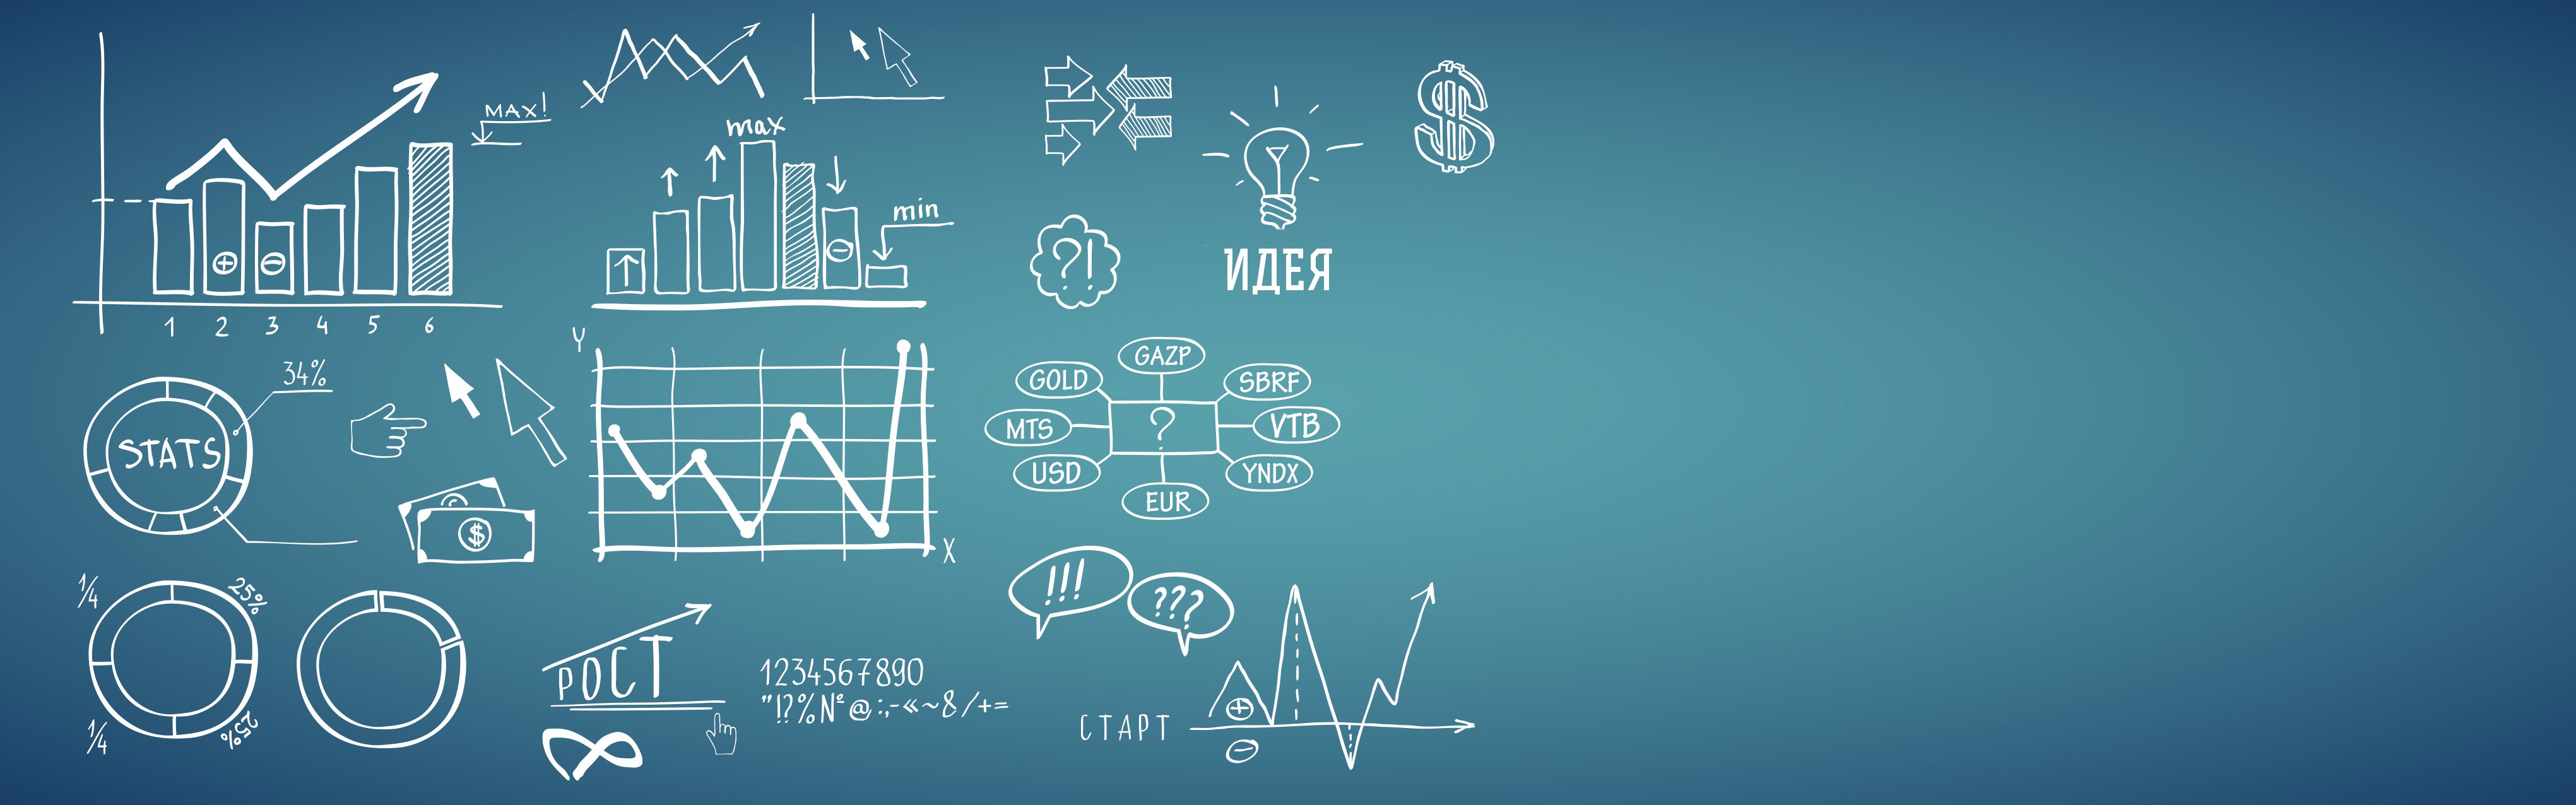 MAX!
max
min
1 2 3 4 5 6
?!
ИДЕЯ
Y
X
34%
STATS
GAZP
GOLD
SBRF
MTS
?
VTB
USD
YNDX
EUR
$
!!!
???
1/4
25%
1/4
25%
РОСТ
1234567890
"!?%№@:;-«~&/+=
СТАРТ